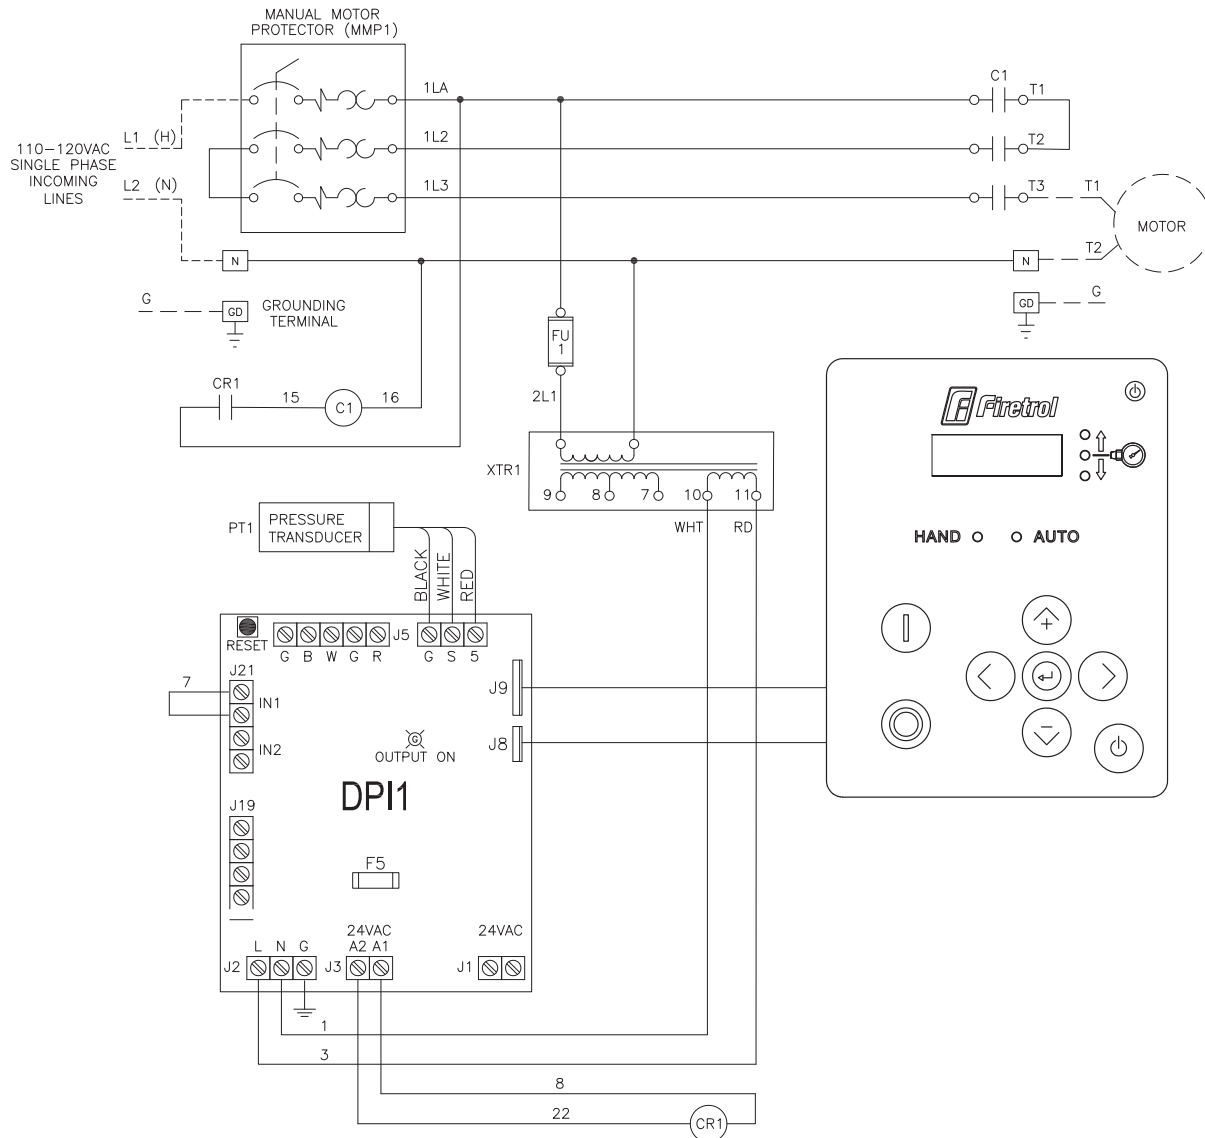 MANUAL MOTOR
PROTECTOR (MMP1)
1LA
C1
T1
L1 (H)
1L2
T2
110-120VAC
SINGLE PHASE
INCOMING
LINES
L2 (N)
1L3
T3
T1
MOTOR
T2
N
N
G
GD
GROUNDING
TERMINAL
GD
G
FU
1
CR1
15
C1
16
2L1
Firetrol
XTR1
9
8
7
10
11
WHT
RD
PT1
PRESSURE
TRANSDUCER
HAND
AUTO
BLACK
WHITE
RED
RESET
G
B
W
G
R
J5
G
S
5
J21
7
IN1
IN2
J9
J8
G
OUTPUT ON
DPI1
J19
F5
24VAC
A2 A1
24VAC
L
N
G
J2
J3
J1
1
3
8
22
CR1